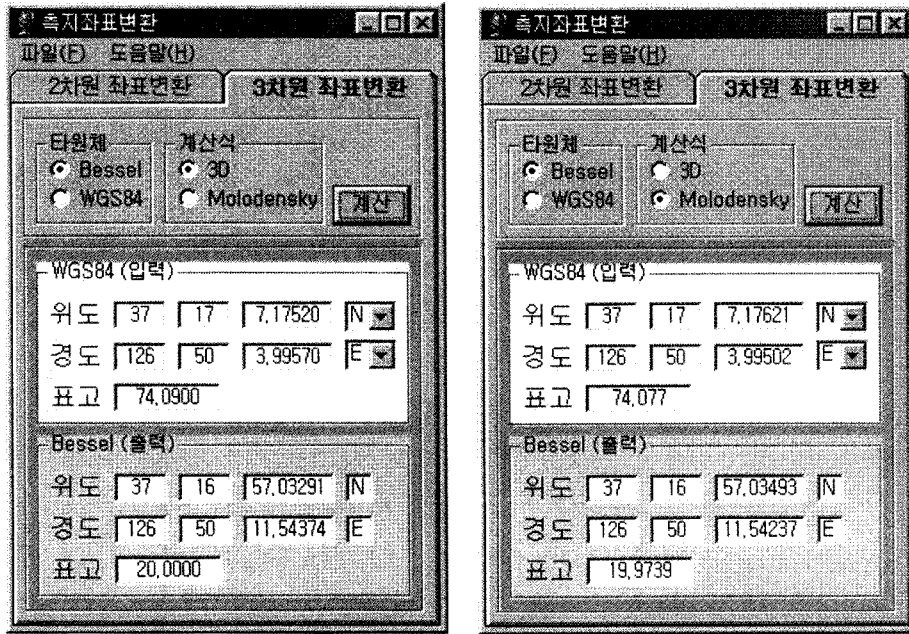 측지좌표변환
파일(F) 도움말(H)
2차원 좌표변환 3차원 좌표변환
타원체 계산식
Bessel 3D
WGS84 Molodensky 계산
WGS84 (입력)
위도 37 17 7.17520 N
경도 126 50 3.99570 E
표고 74.0900
Bessel (출력)
위도 37 16 57.03291 N
경도 126 50 11.54374 E
표고 20.0000
측지좌표변환
파일(F) 도움말(H)
2차원 좌표변환 3차원 좌표변환
타원체 계산식
Bessel 3D
WGS84 Molodensky 계산
WGS84 (입력)
위도 37 17 7.17621 N
경도 126 50 3.99502 E
표고 74.077
Bessel (출력)
위도 37 16 57.03493 N
경도 126 50 11.54237 E
표고 19.9739